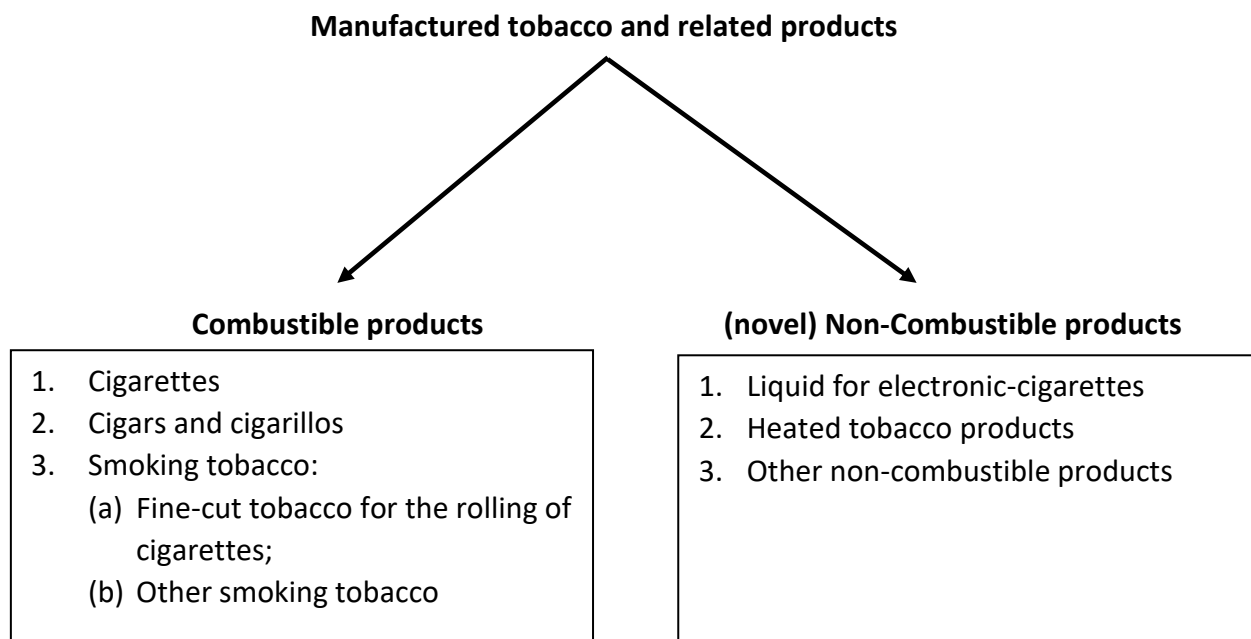 Manufactured tobacco and related products
Combustible products
1. Cigarettes
2. Cigars and cigarillos
3. Smoking tobacco:
(a) Fine-cut tobacco for the rolling of
cigarettes;
(b) Other smoking tobacco
(novel) Non-Combustible products
1. Liquid for electronic-cigarettes
2. Heated tobacco products
3. Other non-combustible products